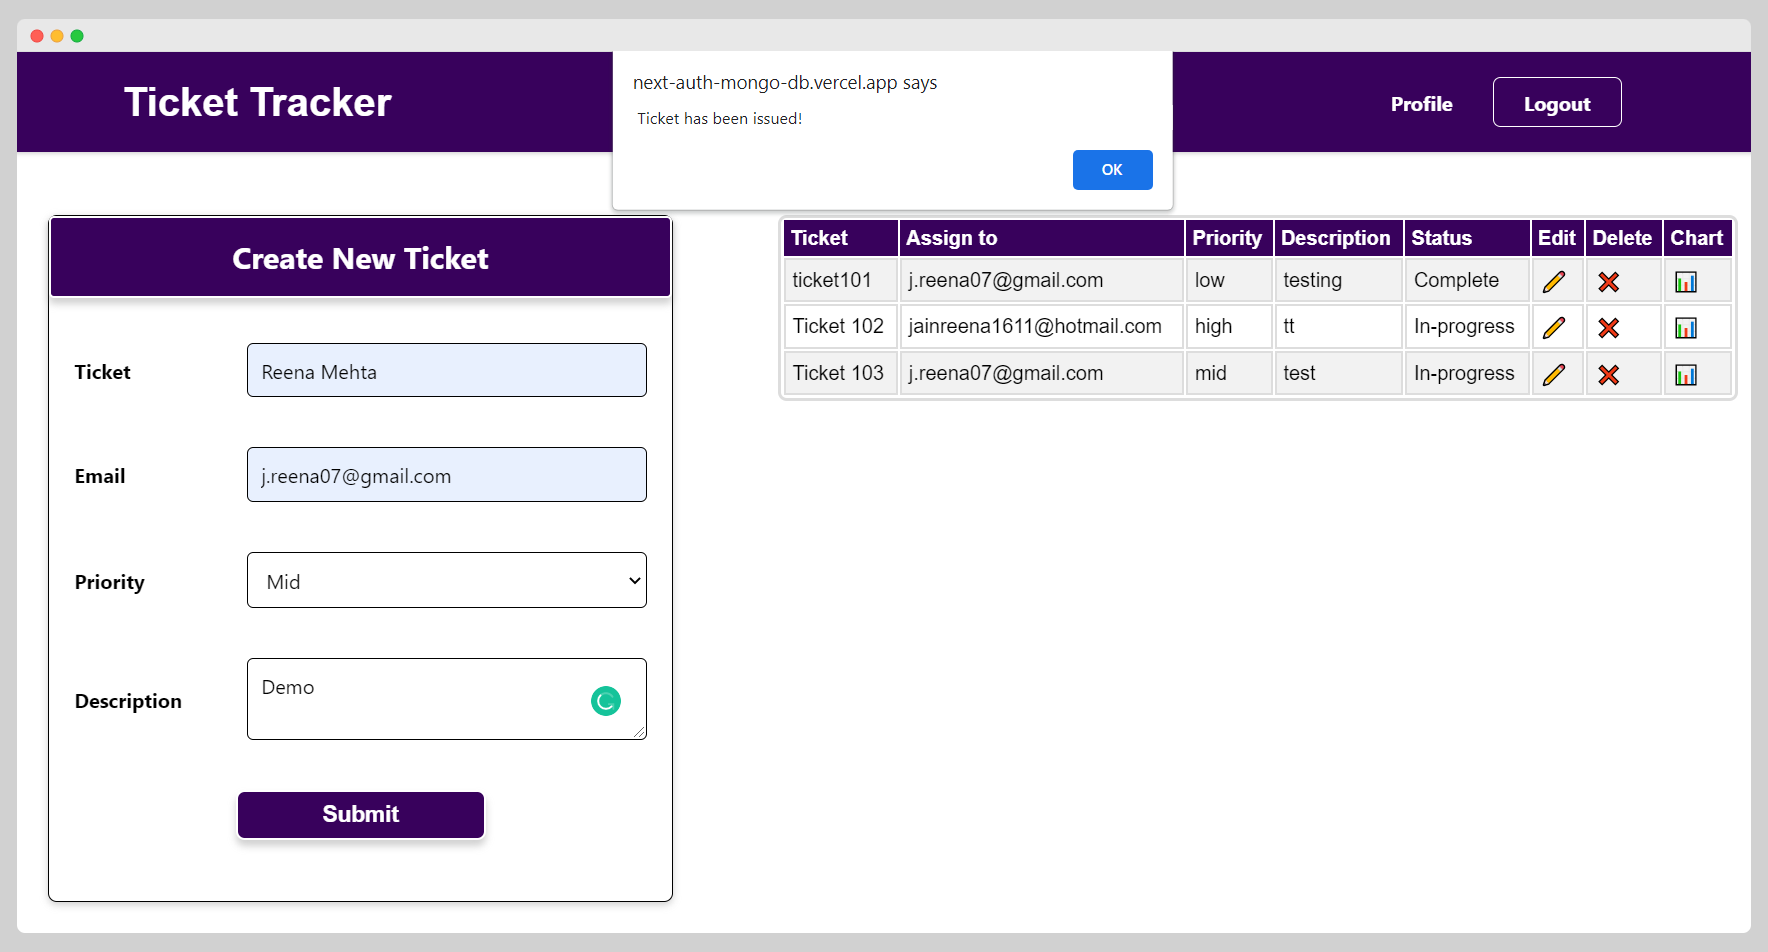 Ticket Tracker
next-auth-mongo-db.vercel.app says
Ticket has been issued!
OK
Profile
Logout
Create New Ticket
Ticket
Reena Mehta
Email
j.reena07@gmail.com
Priority
Mid
Description
Demo
Submit
Ticket Assign to Priority Description Status Edit Delete Chart
ticket101 j.reena07@gmail.com low testing Complete
Ticket 102 jainreena1611@hotmail.com high tt In-progress
Ticket 103 j.reena07@gmail.com mid test In-progress